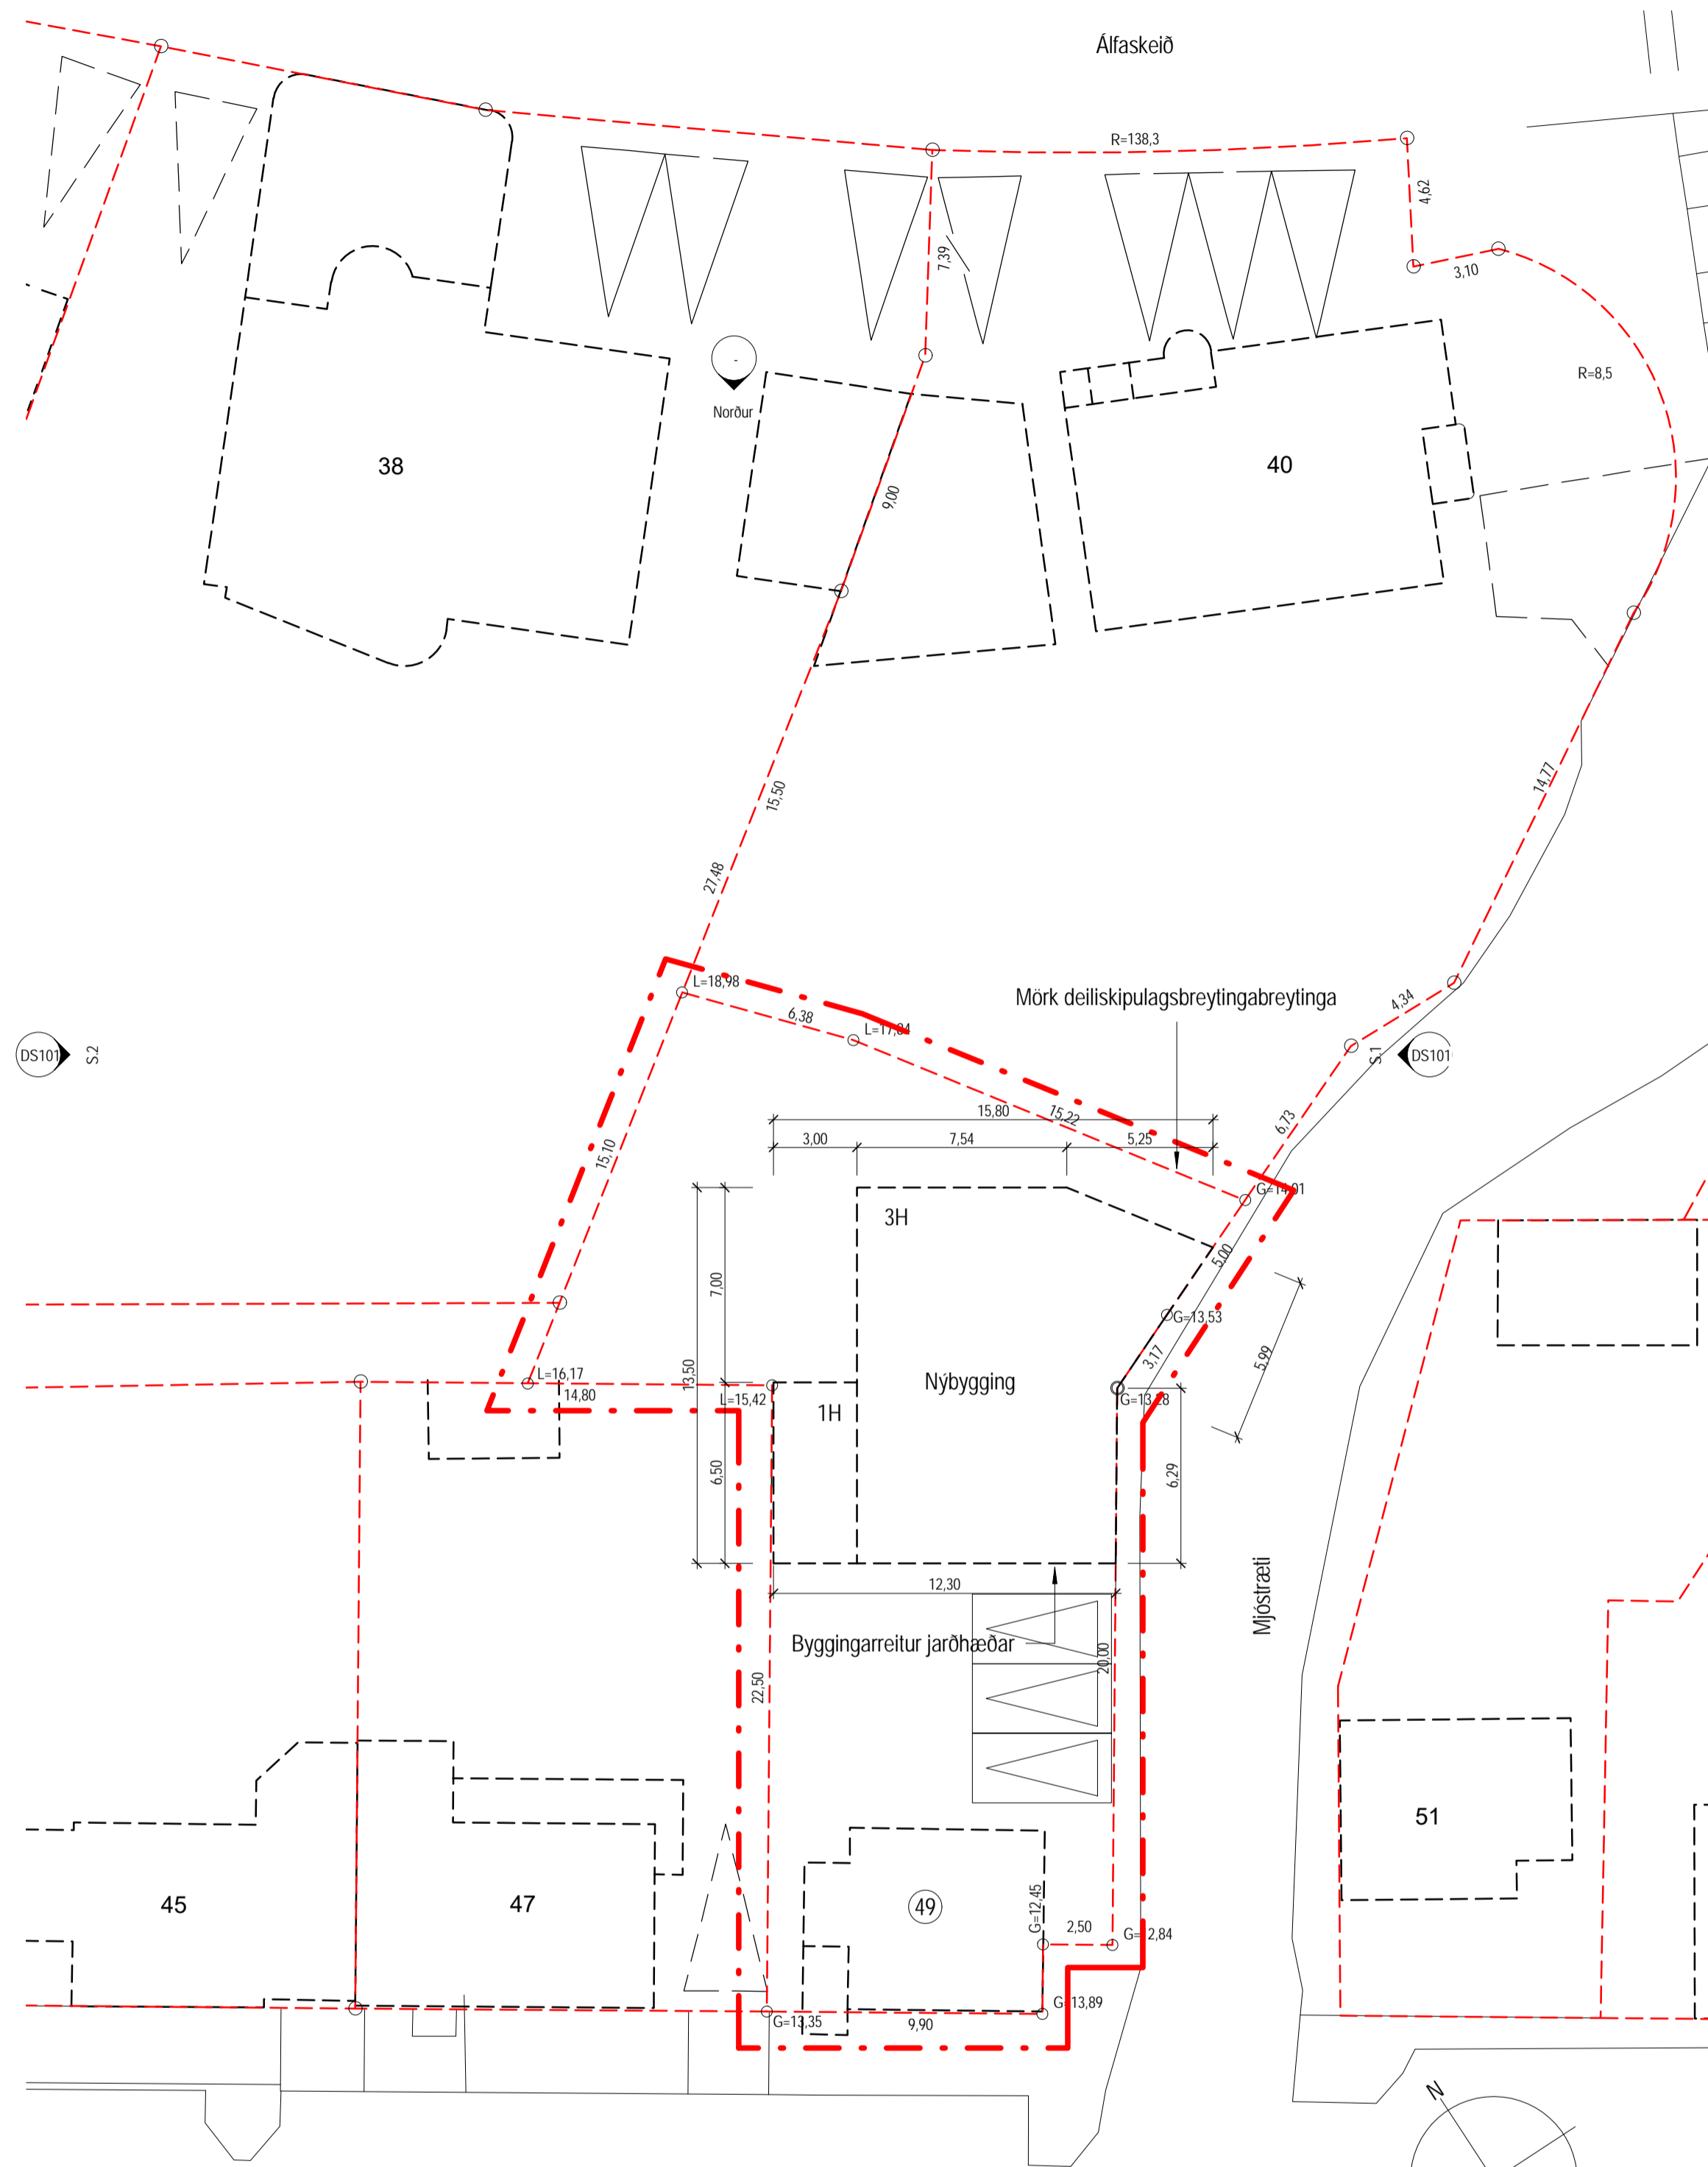 Álfaskeið
R=138,3
4,62
7,39
3,10
R=8,5
-
Norður
38
40
9,00
15,50
14,77
27,48
L=18,98
Mörk deiliskipulagsbreytingabreytinga
4,34
6,38
L=17,84
DS101
S.2
S.1
DS101
15,80
15,22
6,73
3,00
7,54
5,25
15,10
G=14,01
3H
5,00
7,00
G=13,53
3,17
5,99
13,50
L=16,17
14,80
L=15,42
Nýbygging
G=13,28
1H
6,50
6,29
12,30
Mjóstræti
Byggingarreitur jarðhæðar
20,00
22,50
51
45
47
49
G=12,45
2,50
G=12,84
G=13,35
9,90
G=13,89
N